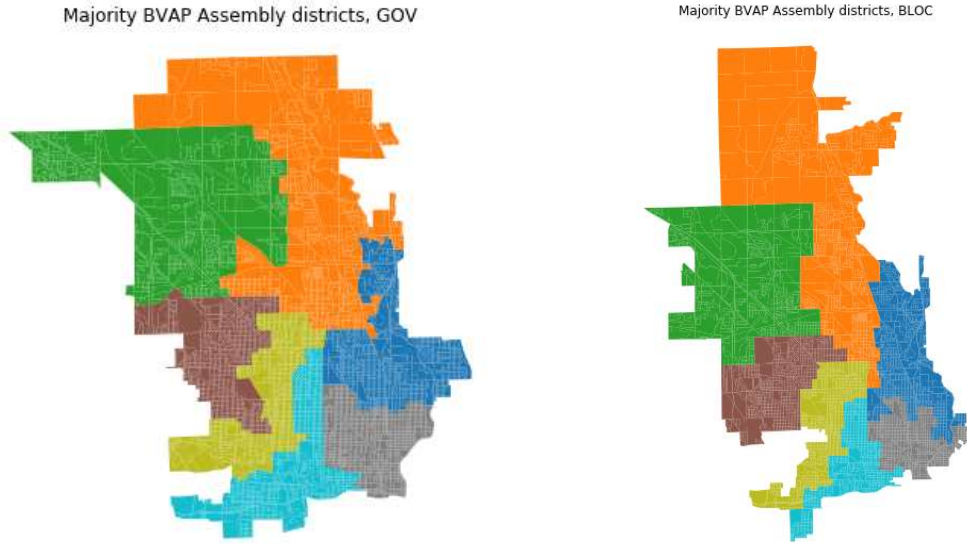 Majority BVAP Assembly districts, GOV
Majority BVAP Assembly districts, BLOC